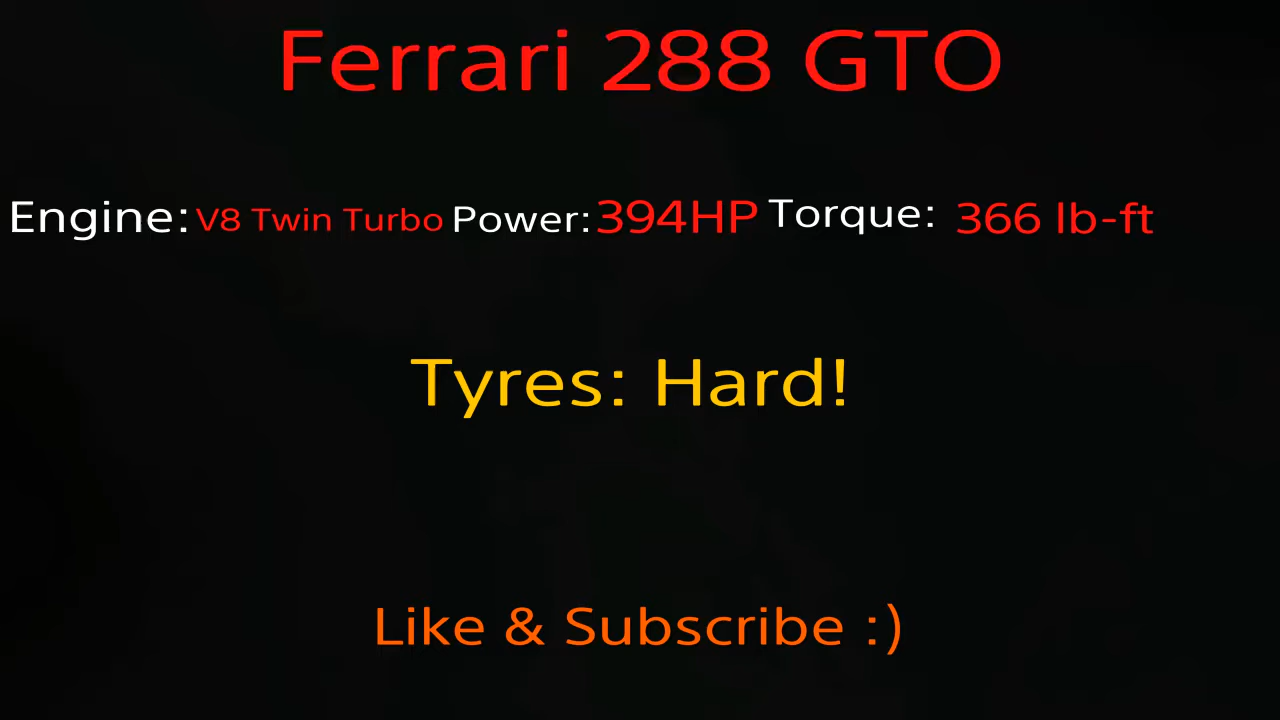 Ferrari 288 GTO
Engine: V8 Twin Turbo Power: 394HP Torque: 366 lb-ft
Tyres: Hard!
Like & Subscribe :)